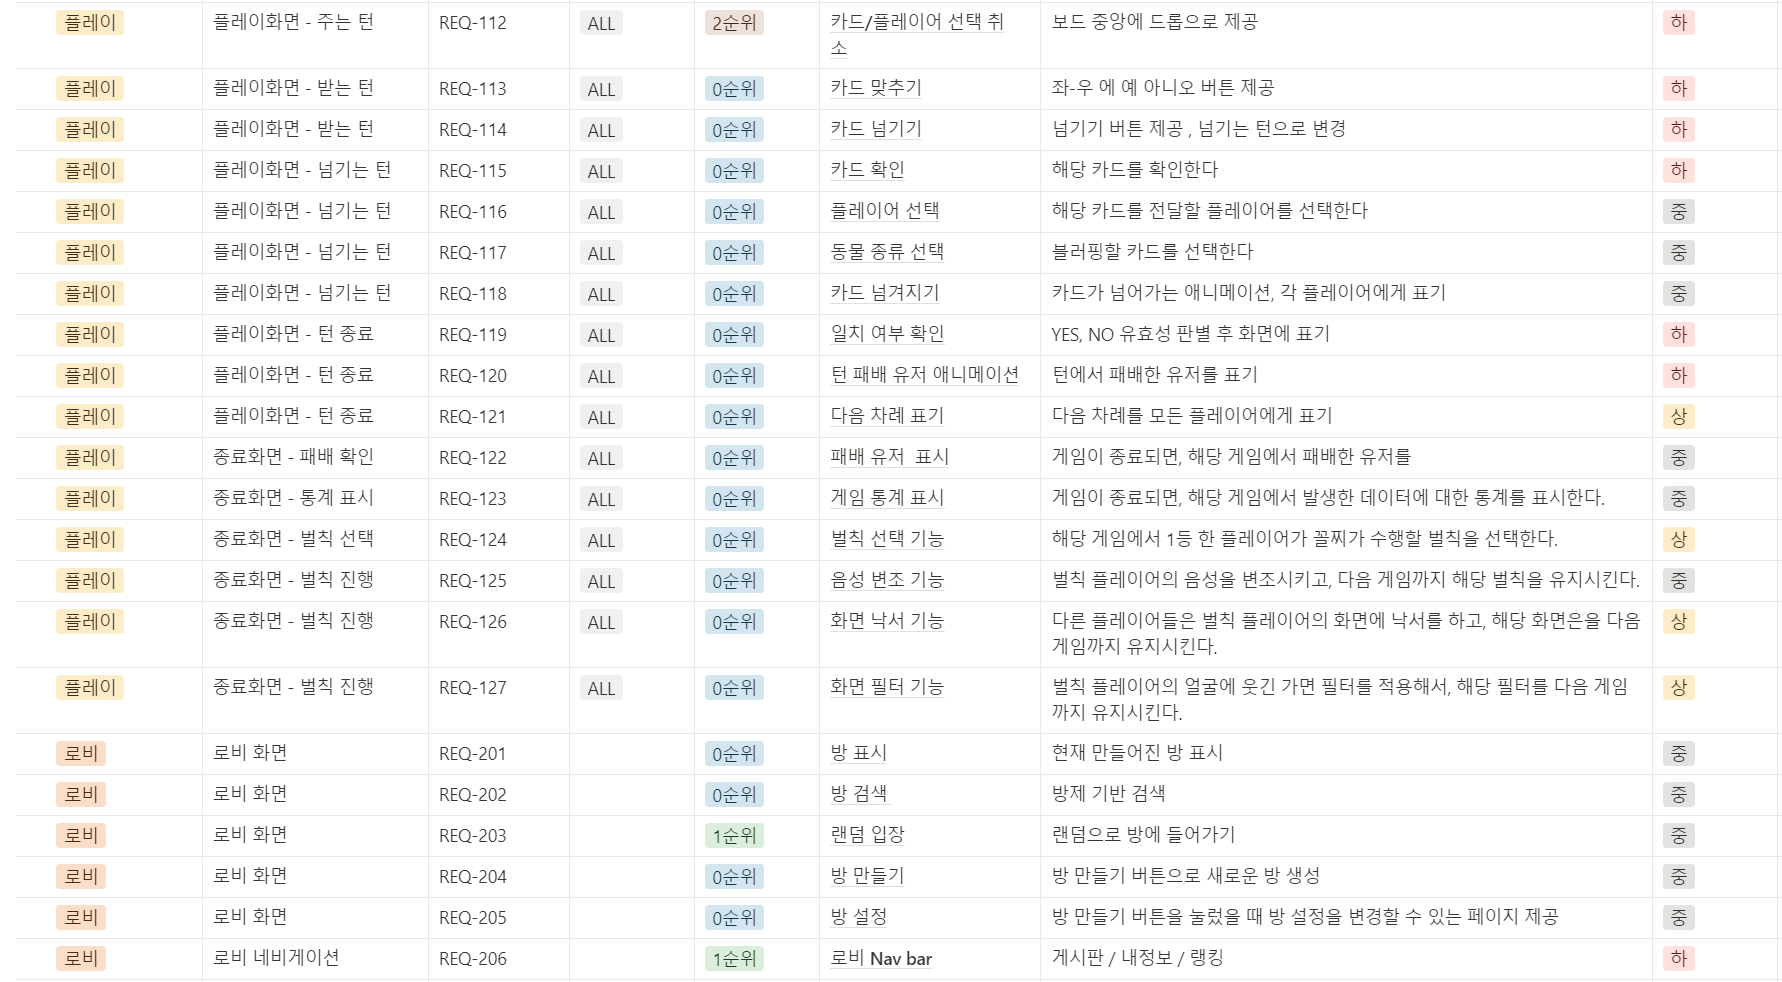 플레이 플레이화면 - 주는 턴 REQ-112 ALL 2순위 카드/플레이어 선택 취 보드 중앙에 드롭으로 제공 하
소
플레이 플레이화면 - 받는 턴 REQ-113 ALL 0순위 카드 맞추기 좌-우 에 예 아니오 버튼 제공 하
플레이 플레이화면 - 받는 턴 REQ-114 ALL 0순위 카드 넘기기 넘기기 버튼 제공 , 넘기는 턴으로 변경 하
플레이 플레이화면 - 넘기는 턴 REQ-115 ALL 0순위 카드 확인 해당 카드를 확인한다 하
플레이 플레이화면 - 넘기는 턴 REQ-116 ALL 0순위 플레이어 선택 해당 카드를 전달할 플레이어를 선택한다 중
플레이 플레이화면 - 넘기는 턴 REQ-117 ALL 0순위 동물 종류 선택 블러핑할 카드를 선택한다 중
플레이 플레이화면 - 넘기는 턴 REQ-118 ALL 0순위 카드 넘겨지기 카드가 넘어가는 애니메이션, 각 플레이어에게 표기 중
플레이 플레이화면 - 턴 종료 REQ-119 ALL 0순위 일치 여부 확인 YES, NO 유효성 판별 후 화면에 표기 하
플레이 플레이화면 - 턴 종료 REQ-120 ALL 0순위 턴 패배 유저 애니메이션 턴에서 패배한 유저를 표기 하
플레이 플레이화면 - 턴 종료 REQ-121 ALL 0순위 다음 차례 표기 다음 차례를 모든 플레이어에게 표기 상
플레이 종료화면 - 패배 확인 REQ-122 ALL 0순위 패배 유저  표시 게임이 종료되면, 해당 게임에서 패배한 유저를 중
플레이 종료화면 - 통계 표시 REQ-123 ALL 0순위 게임 통계 표시 게임이 종료되면, 해당 게임에서 발생한 데이터에 대한 통계를 표시한다. 중
플레이 종료화면 - 벌칙 선택 REQ-124 ALL 0순위 벌칙 선택 기능 해당 게임에서 1등 한 플레이어가 꼴찌가 수행할 벌칙을 선택한다. 상
플레이 종료화면 - 벌칙 진행 REQ-125 ALL 0순위 음성 변조 기능 벌칙 플레이어의 음성을 변조시키고, 다음 게임까지 해당 벌칙을 유지시킨다. 중
플레이 종료화면 - 벌칙 진행 REQ-126 ALL 0순위 화면 낙서 기능 다른 플레이어들은 벌칙 플레이어의 화면에 낙서를 하고, 해당 화면은을 다음 상
게임까지 유지시킨다.
플레이 종료화면 - 벌칙 진행 REQ-127 ALL 0순위 화면 필터 기능 벌칙 플레이어의 얼굴에 웃긴 가면 필터를 적용해서, 해당 필터를 다음 게임 상
까지 유지시킨다.
로비 로비 화면 REQ-201 0순위 방 표시 현재 만들어진 방 표시 중
로비 로비 화면 REQ-202 0순위 방 검색 방제 기반 검색 중
로비 로비 화면 REQ-203 1순위 랜덤 입장 랜덤으로 방에 들어가기 중
로비 로비 화면 REQ-204 0순위 방 만들기 방 만들기 버튼으로 새로운 방 생성 중
로비 로비 화면 REQ-205 0순위 방 설정 방 만들기 버튼을 눌렀을 때 방 설정을 변경할 수 있는 페이지 제공 중
로비 로비 네비게이션 REQ-206 1순위 로비 Nav bar 게시판 / 내정보 / 랭킹 하